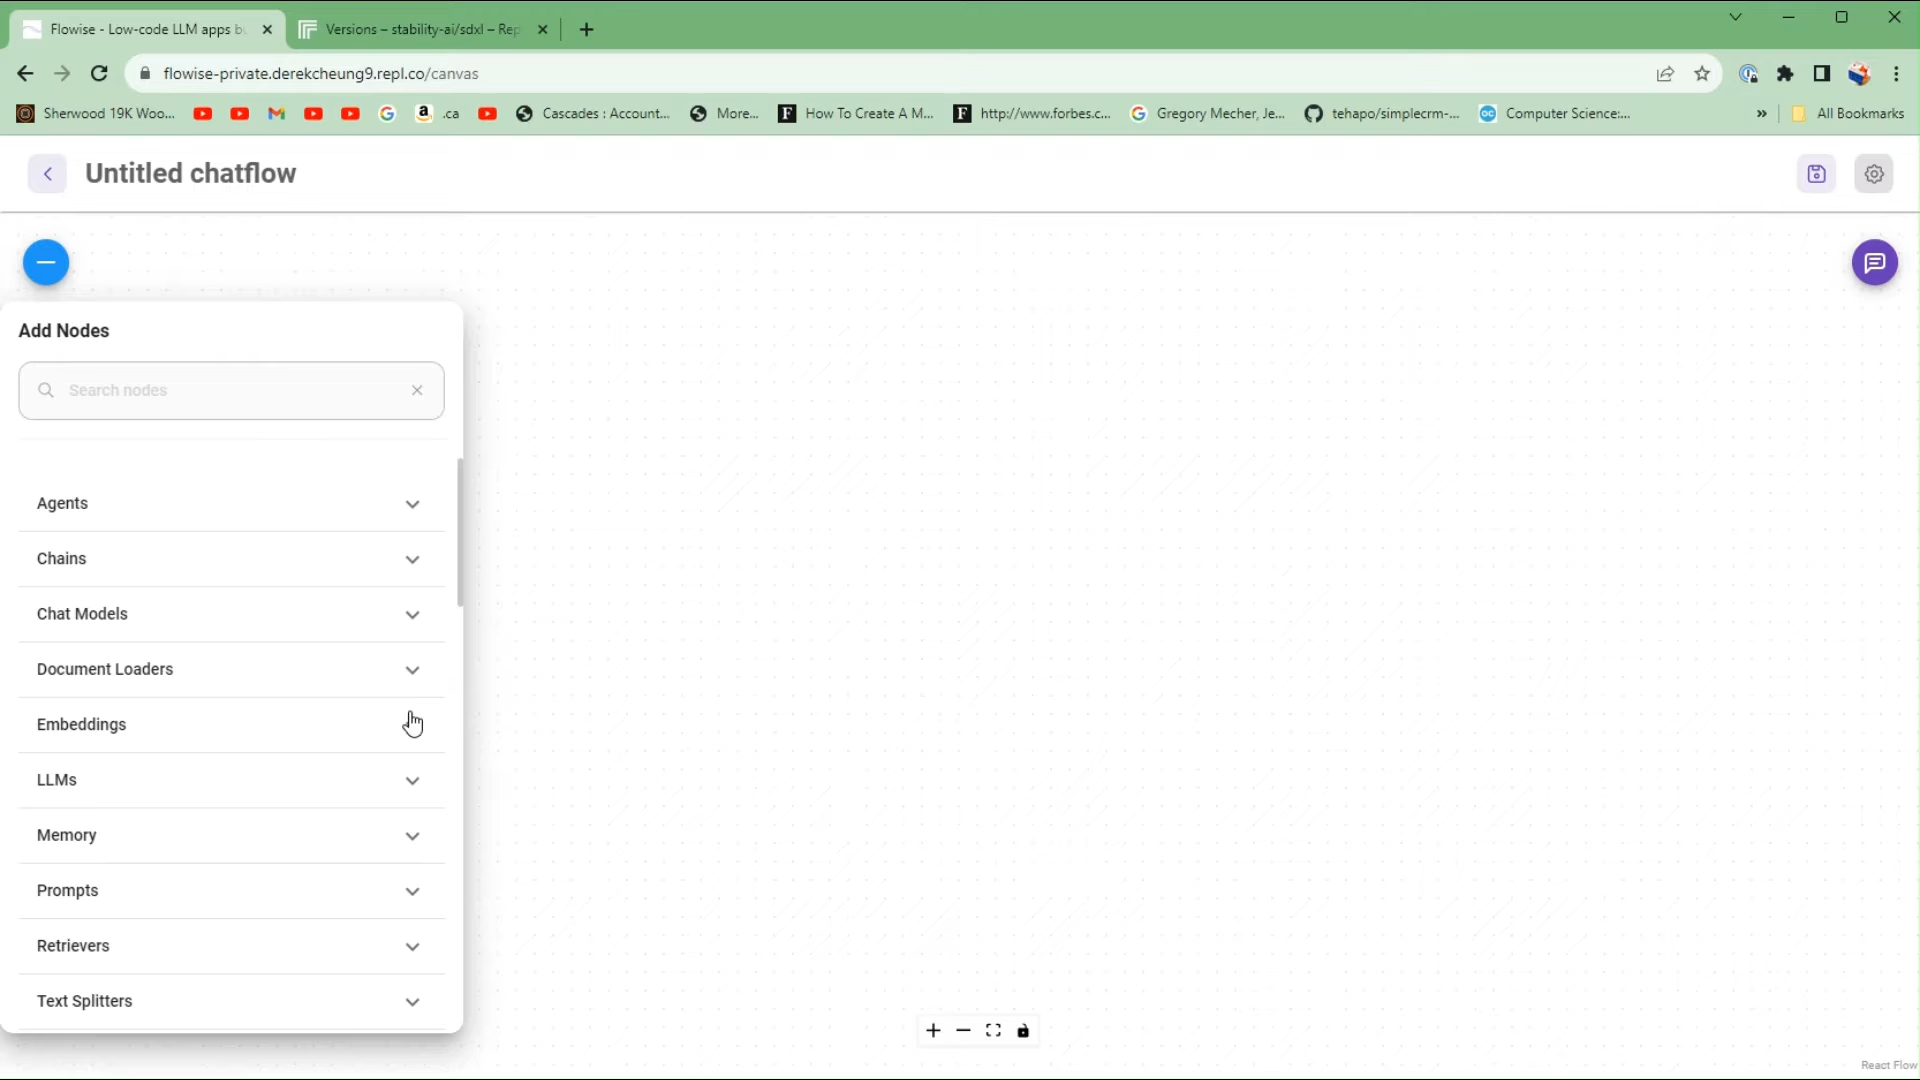 Flowise - Low-code LLM apps b
Versions – stability-ai/sdxl – Rep
flowise-private.derekcheung9.repl.co/canvas
Sherwood 19K Woo...
.ca
Cascades : Account...
More...
How To Create A M...
http://www.forbes.c...
Gregory Mecher, Je...
tehapo/simplecrm-...
Computer Science:...
»
All Bookmarks
Untitled chatflow
Add Nodes
Search nodes
Agents
Chains
Chat Models
Document Loaders
Embeddings
LLMs
Memory
Prompts
Retrievers
Text Splitters
React Flow